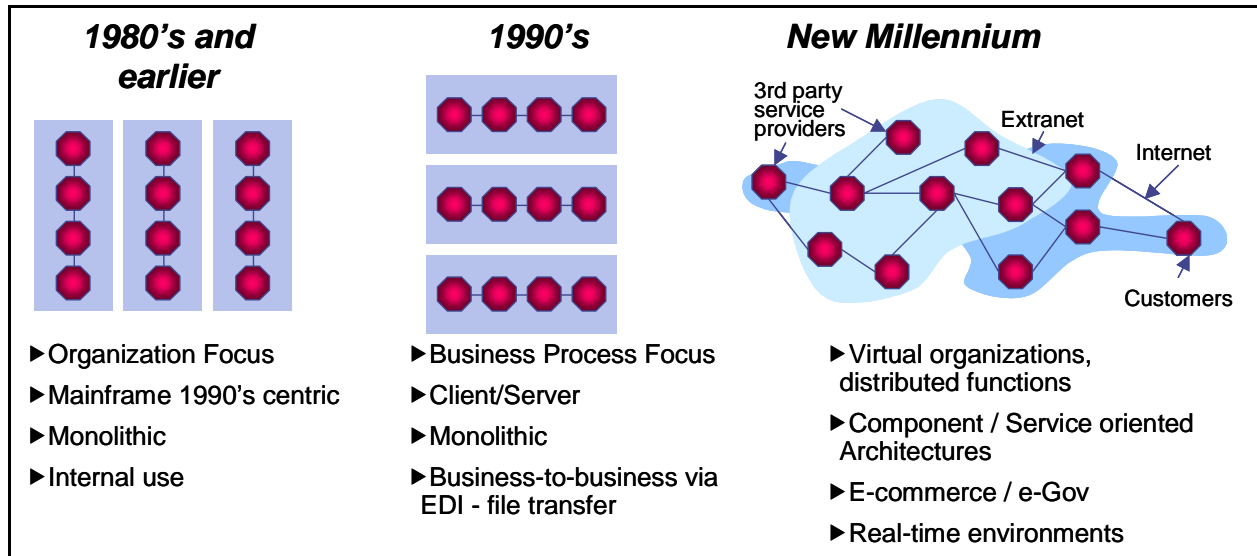 1980's and
earlier
1990's
New Millennium
3rd party
service
providers
Extranet
Internet
Customers
►Organization Focus
►Mainframe 1990's centric
►Monolithic
►Internal use
►Business Process Focus
►Client/Server
►Monolithic
►Business-to-business via
EDI - file transfer
►Virtual organizations,
distributed functions
►Component / Service oriented
Architectures
►E-commerce / e-Gov
►Real-time environments